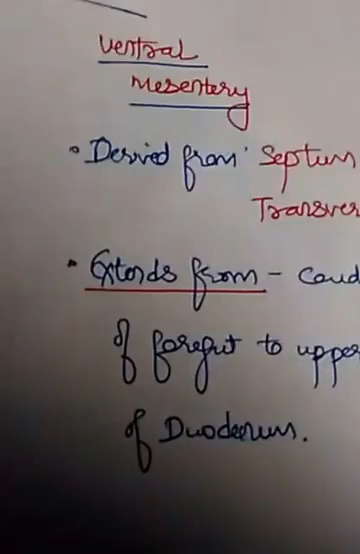 Ventral
Mesentery
• Derived from Septum
Transver
• Extends from - Caud
of foregut to upper
of Duodenum.